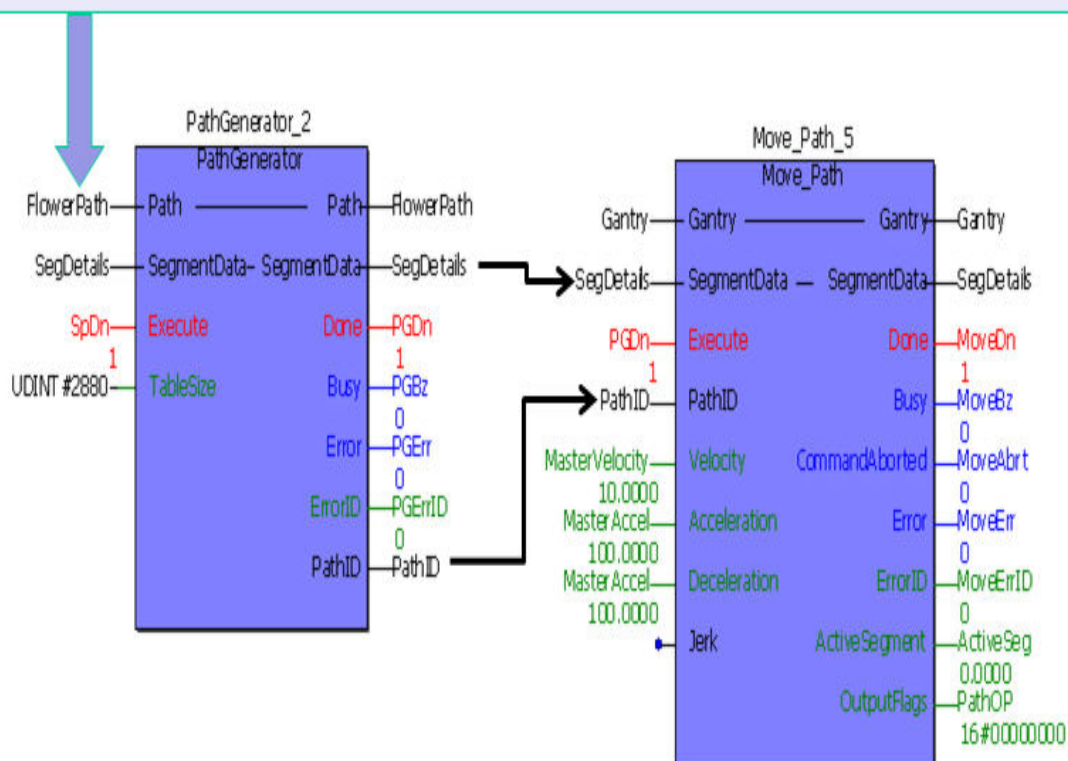 PathGenerator_2
PathGenerator
FlowerPath Path Path FlowerPath
SegDetails SegmentData SegmentData SegDetails
SpDn Execute Done PGDn
1 1
UDINT #2880 TableSize Busy PGBz
0
Error PGErr
0
ErrorID PGErrID
0
PathID PathID
Move_Path_5
Move_Path
Gantry Gantry Gantry Gantry
SegDetails SegmentData SegmentData SegDetails
PGDn Execute Done MoveDn
1 1
PathID PathID Busy MoveBz
0
MasterVelocity Velocity CommandAborted MoveAbrt
10.0000 0
MasterAccel Acceleration Error MoveErr
100.0000 0
MasterAccel Deceleration ErrorID MoveErrID
100.0000 0
Jerk ActiveSegment ActiveSeg
0.0000
OutputFlags PathOP
16#00000000